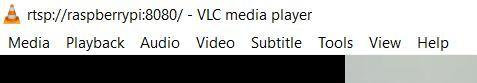 rtsp://raspberrypi:8080/ - VLC media player
Media Playback Audio Video Subtitle Tools View Help